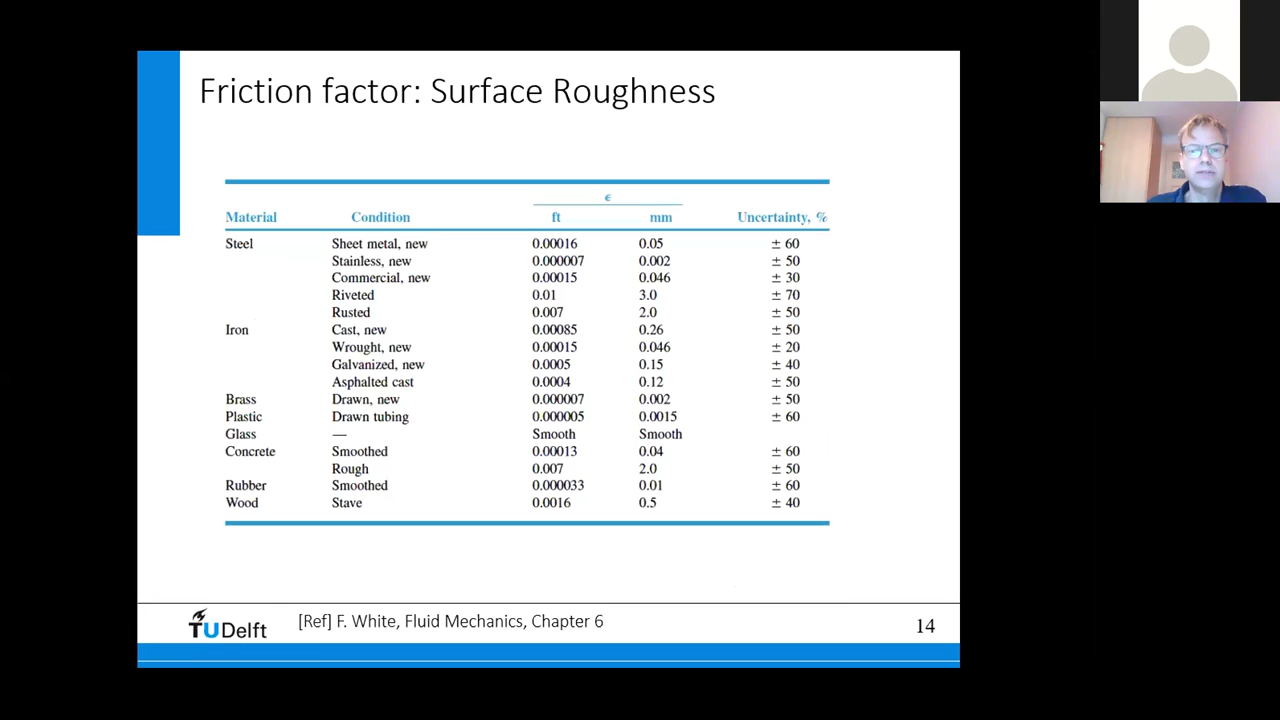 Friction factor: Surface Roughness
ϵ
Material Condition ft mm Uncertainty, %
Steel Sheet metal, new 0.00016 0.05 ± 60
Stainless, new 0.000007 0.002 ± 50
Commercial, new 0.00015 0.046 ± 30
Riveted 0.01 3.0 ± 70
Rusted 0.007 2.0 ± 50
Iron Cast, new 0.00085 0.26 ± 50
Wrought, new 0.00015 0.046 ± 20
Galvanized, new 0.0005 0.15 ± 40
Asphalted cast 0.0004 0.12 ± 50
Brass Drawn, new 0.000007 0.002 ± 50
Plastic Drawn tubing 0.000005 0.0015 ± 60
Glass — Smooth Smooth
Concrete Smoothed 0.00013 0.04 ± 60
Rough 0.007 2.0 ± 50
Rubber Smoothed 0.000033 0.01 ± 60
Wood Stave 0.0016 0.5 ± 40
TUDelft [Ref] F. White, Fluid Mechanics, Chapter 6 14